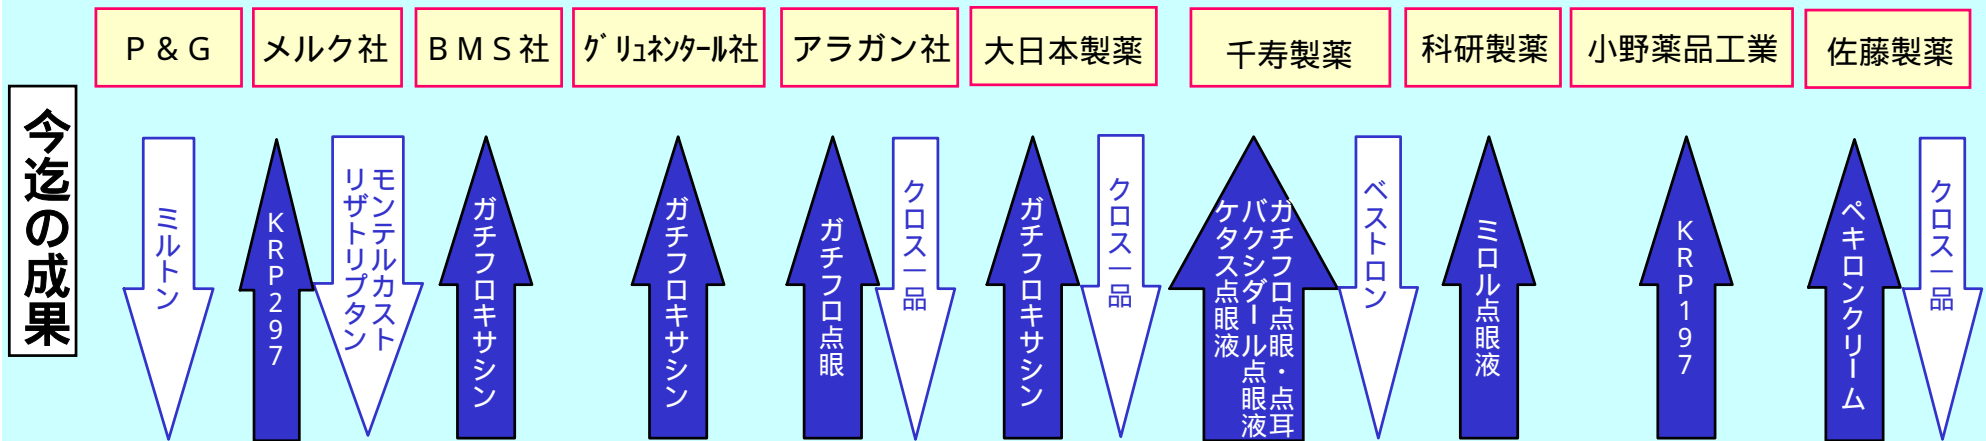 P&G
メルク社
BMS社
グリュネンタール社
アラガン社
大日本製薬
千寿製薬
科研製薬
小野薬品工業
佐藤製薬
今迄の成果
ミルトン
KRP297
モンテルカスト
リザトリプタン
ガチフロキサシン
ガチフロキサシン
ガチフロ点眼
クロス一品
ガチフロキサシン
クロス一品
ガチフロ点眼・点耳
バクシダール点眼液
ケタス点眼液
ベストロン
ミロル点眼液
KRP197
ペキロンクリーム
クロス一品